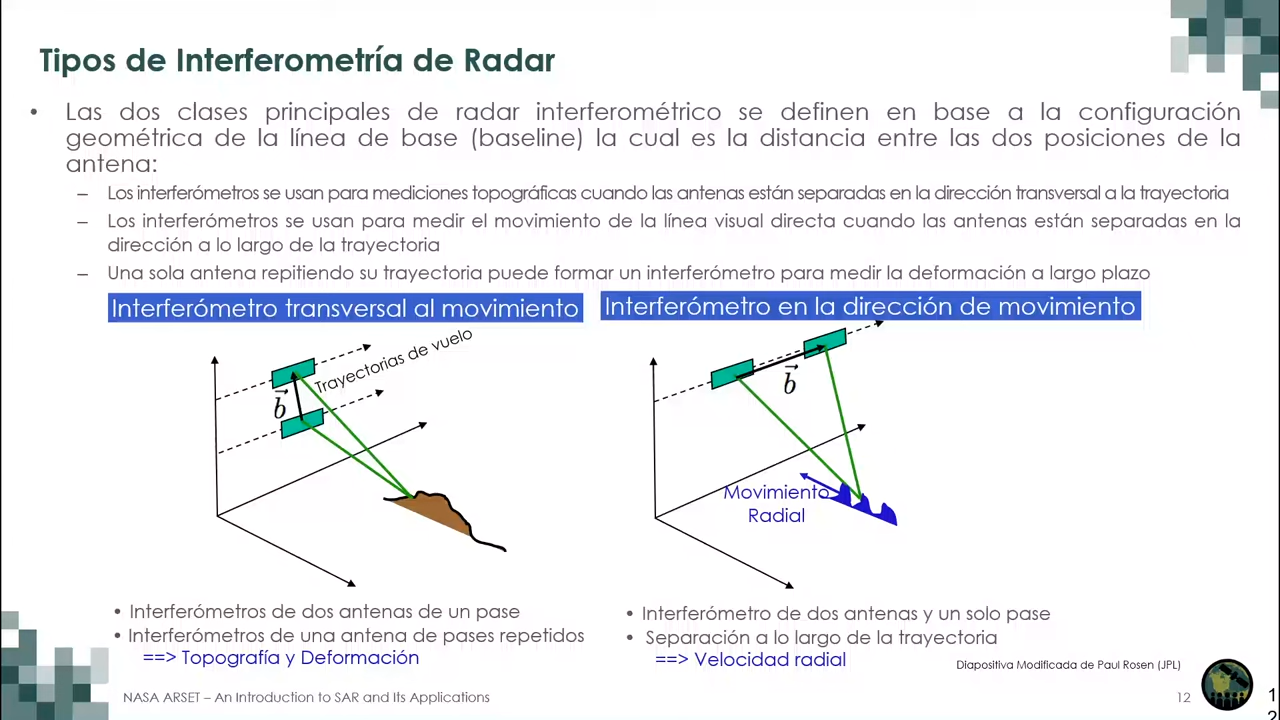 Tipos de Interferometría de Radar
• Las dos clases principales de radar interferométrico se definen en base a la configuración
geométrica de la línea de base (baseline) la cual es la distancia entre las dos posiciones de la
antena:
– Los interferómetros se usan para mediciones topográficas cuando las antenas están separadas en la dirección transversal a la trayectoria
– Los interferómetros se usan para medir el movimiento de la línea visual directa cuando las antenas están separadas en la
dirección a lo largo de la trayectoria
– Una sola antena repitiendo su trayectoria puede formar un interferómetro para medir la deformación a largo plazo
Interferómetro transversal al movimiento
Trayectorias de vuelo
b
• Interferómetros de dos antenas de un pase
• Interferómetros de una antena de pases repetidos
==> Topografía y Deformación
Interferómetro en la dirección de movimiento
b
Movimiento
Radial
• Interferómetro de dos antenas y un solo pase
• Separación a lo largo de la trayectoria
==> Velocidad radial
Diapositiva Modificada de Paul Rosen (JPL)
NASA ARSET – An Introduction to SAR and Its Applications
12